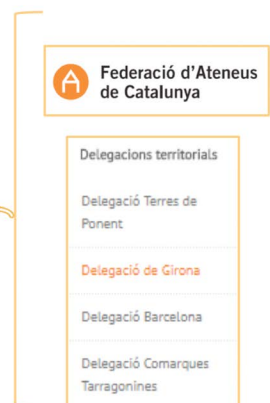 Federació d'Ateneus
de Catalunya
Delegacions territorials
Delegació Terres de
Ponent
Delegació de Girona
Delegació Barcelona
Delegació Comarques
Tarragonines